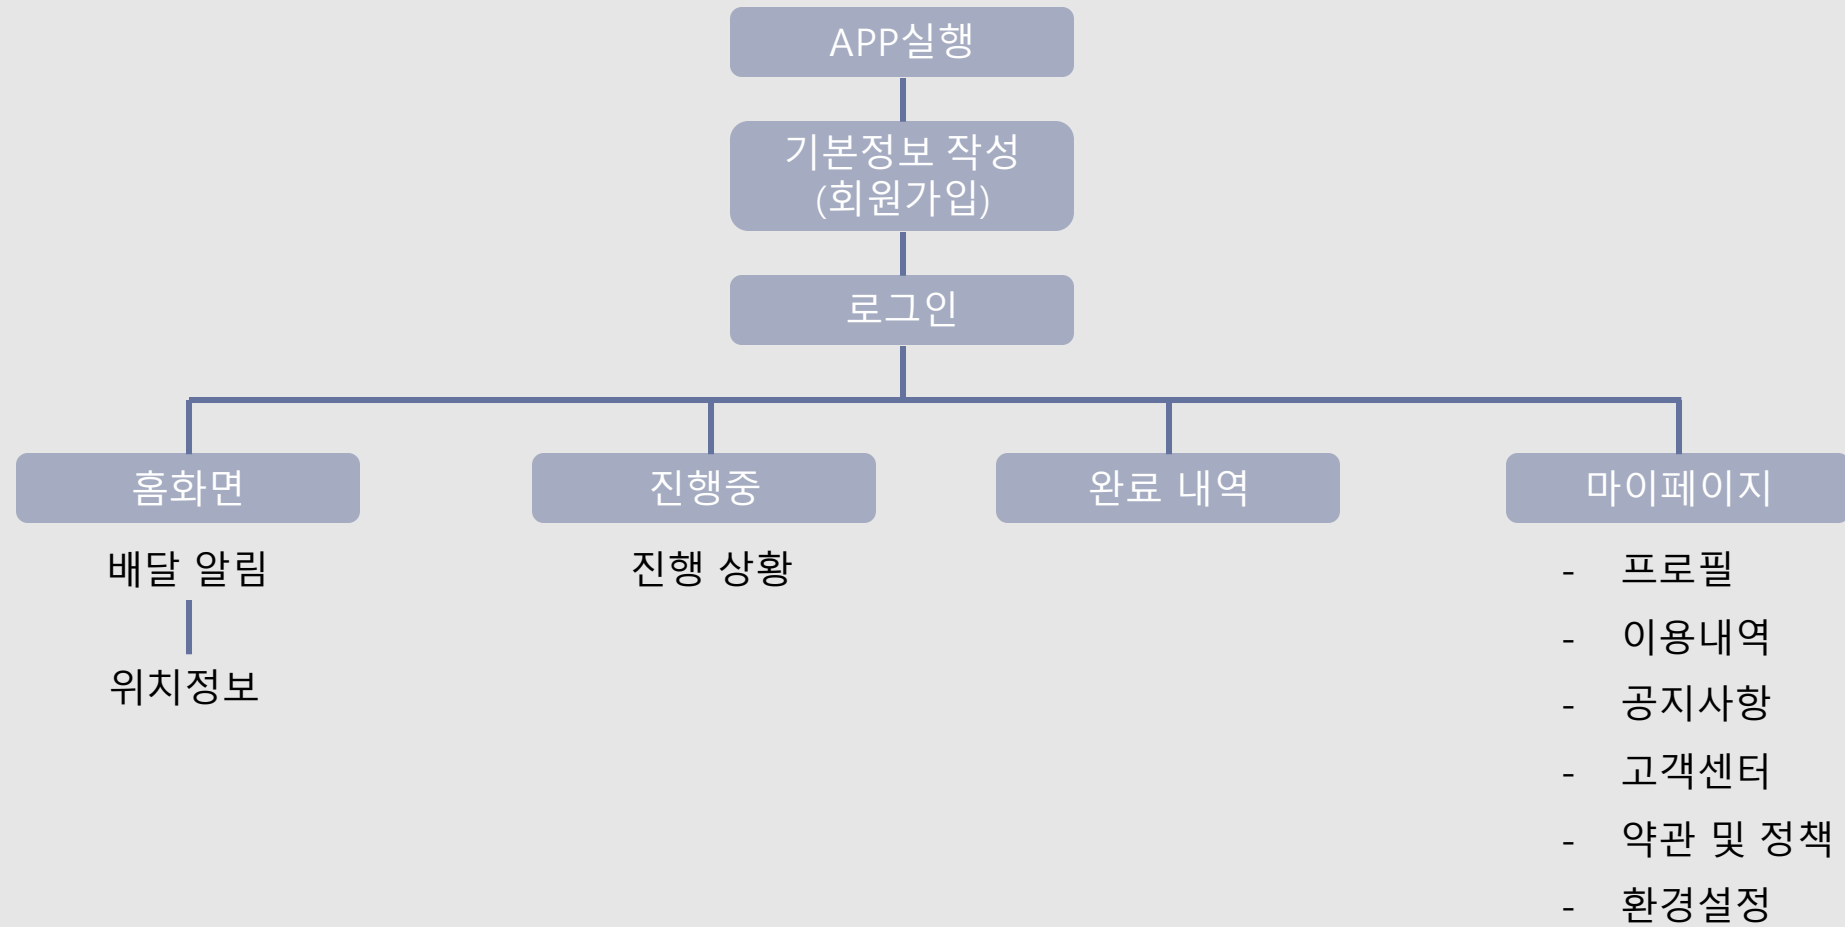 APP실행
기본정보 작성
(회원가입)
로그인
홈화면
진행중
완료 내역
마이페이지
배달 알림
위치정보
진행 상황
- 프로필
- 이용내역
- 공지사항
- 고객센터
- 약관 및 정책
- 환경설정